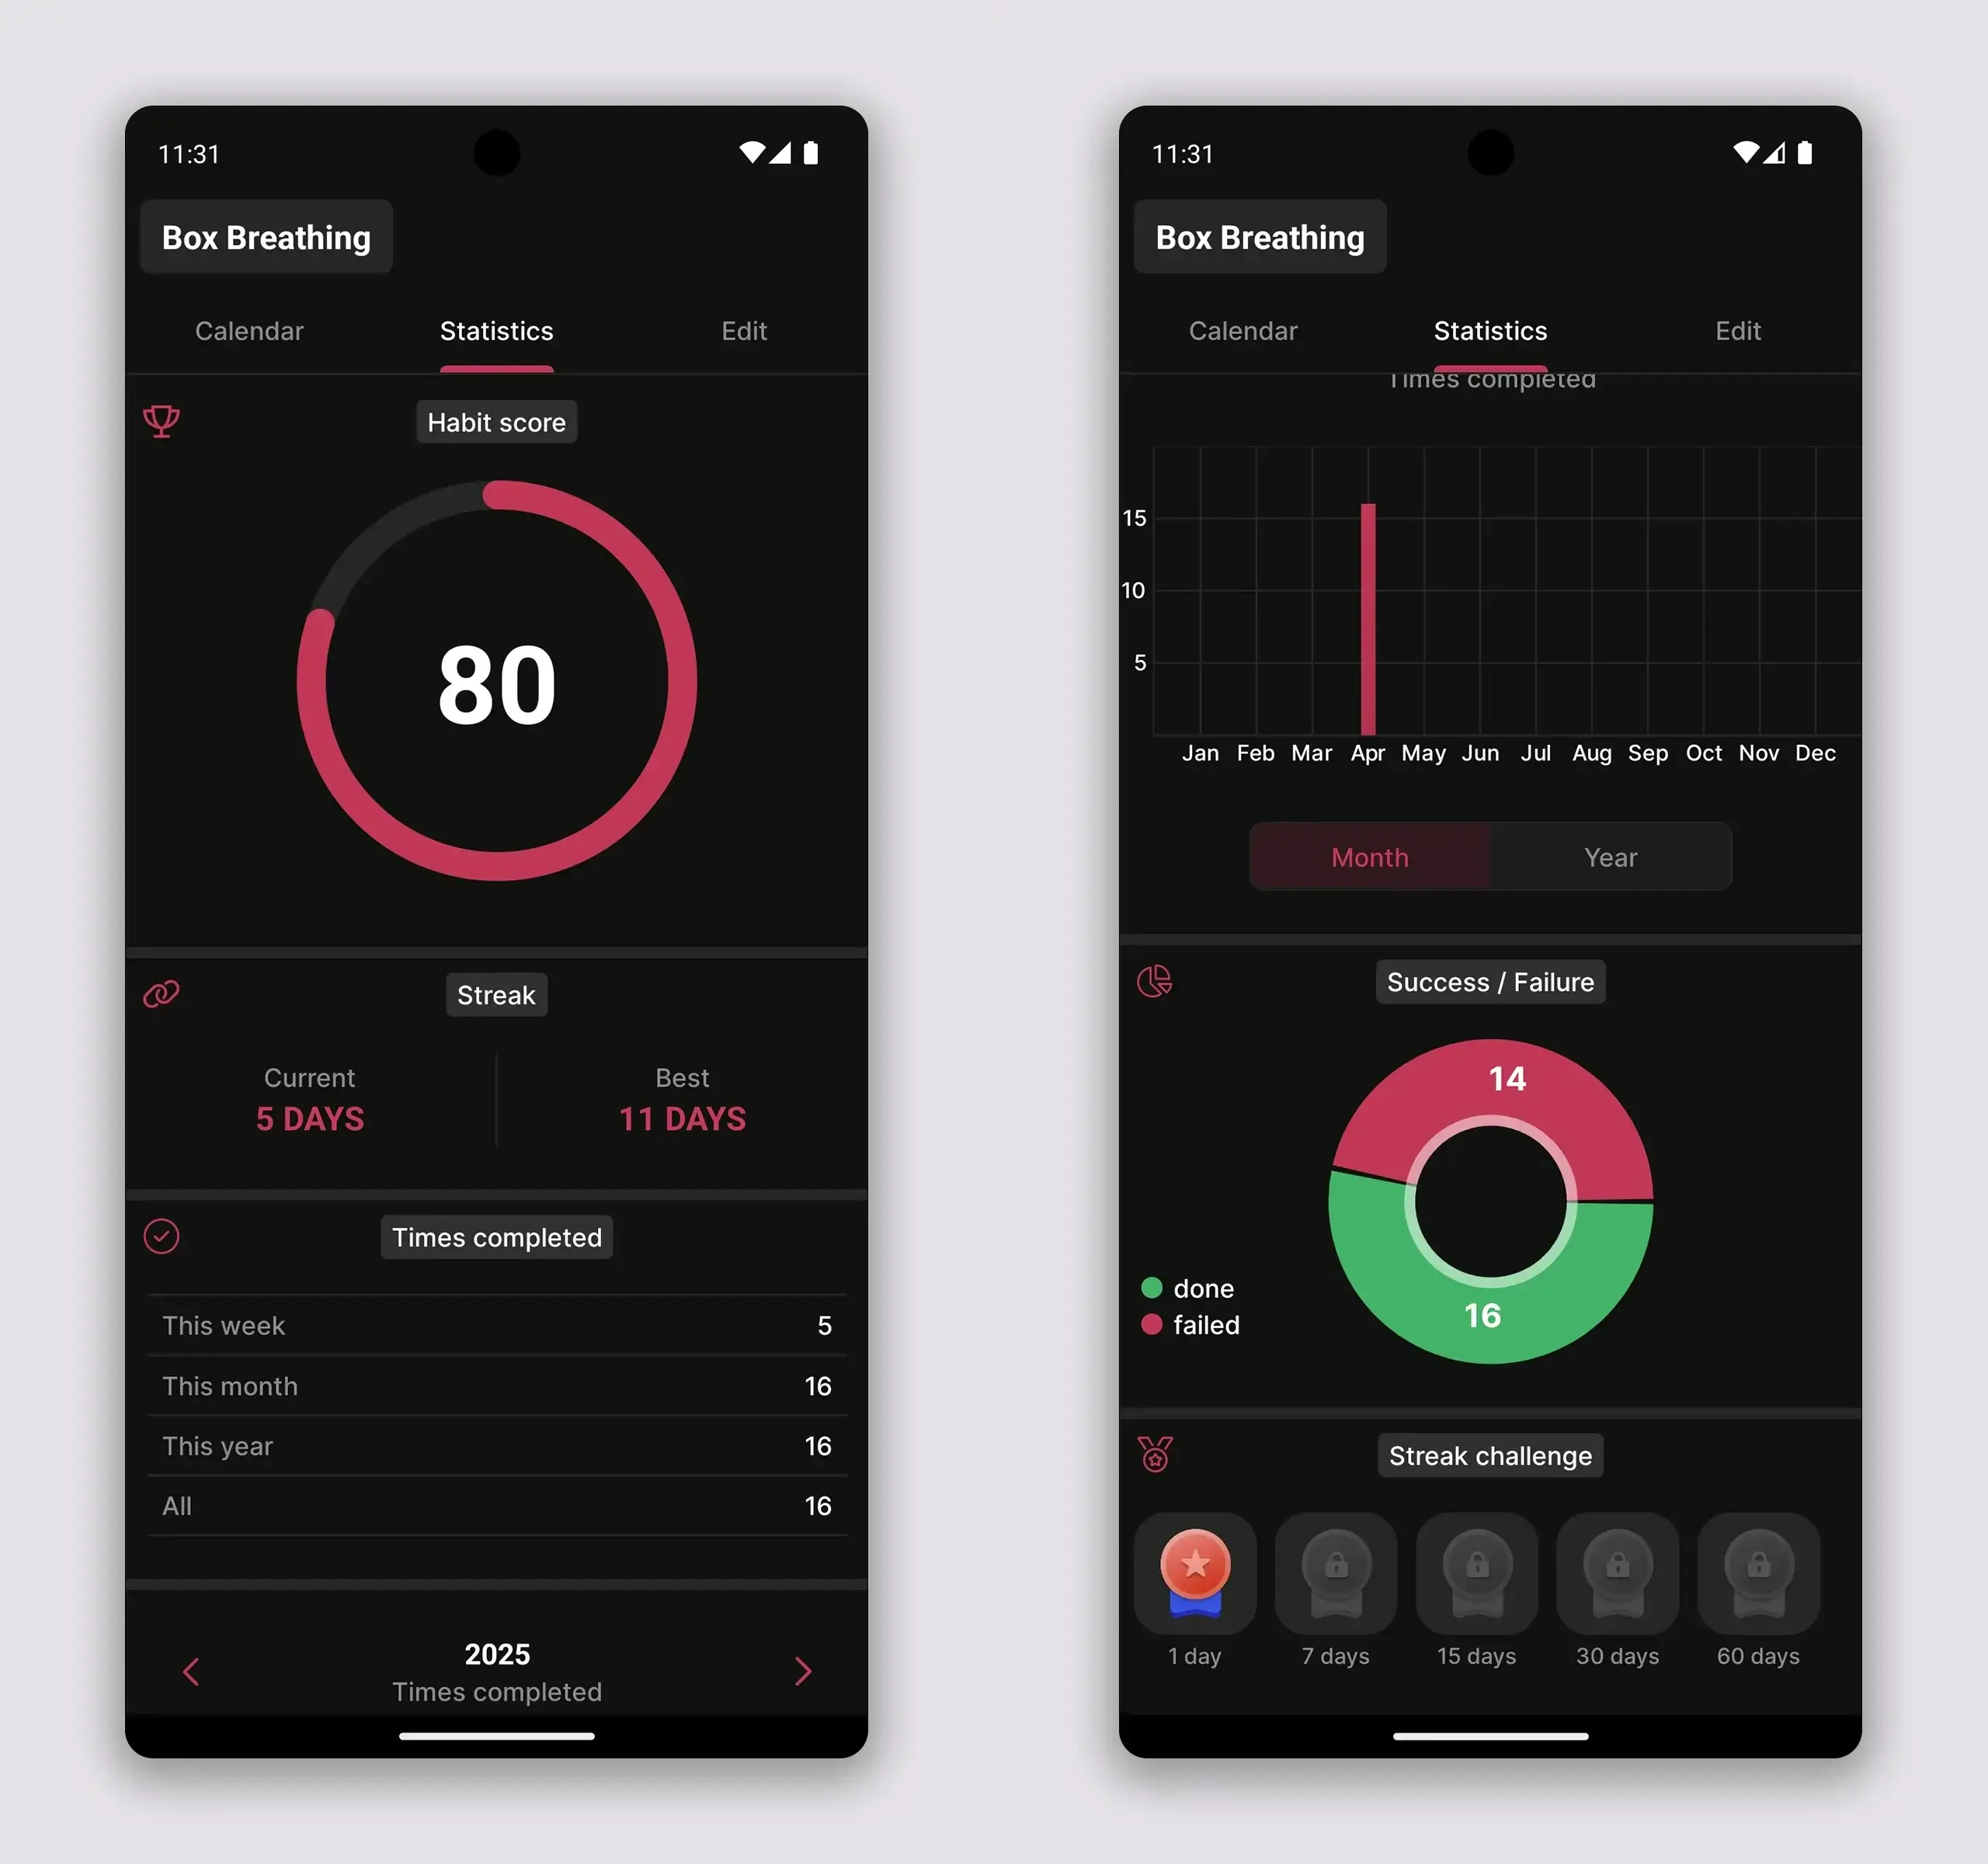 11:31
Box Breathing
Calendar Statistics Edit
Habit score
80
Streak
Current Best
5 DAYS 11 DAYS
Times completed
This week 5
This month 16
This year 16
All 16
2025
Times completed
11:31
Box Breathing
Calendar Statistics Edit
Times completed
15
10
5
Jan Feb Mar Apr May Jun Jul Aug Sep Oct Nov Dec
Month Year
Success / Failure
14
done
failed
16
Streak challenge
1 day 7 days 15 days 30 days 60 days